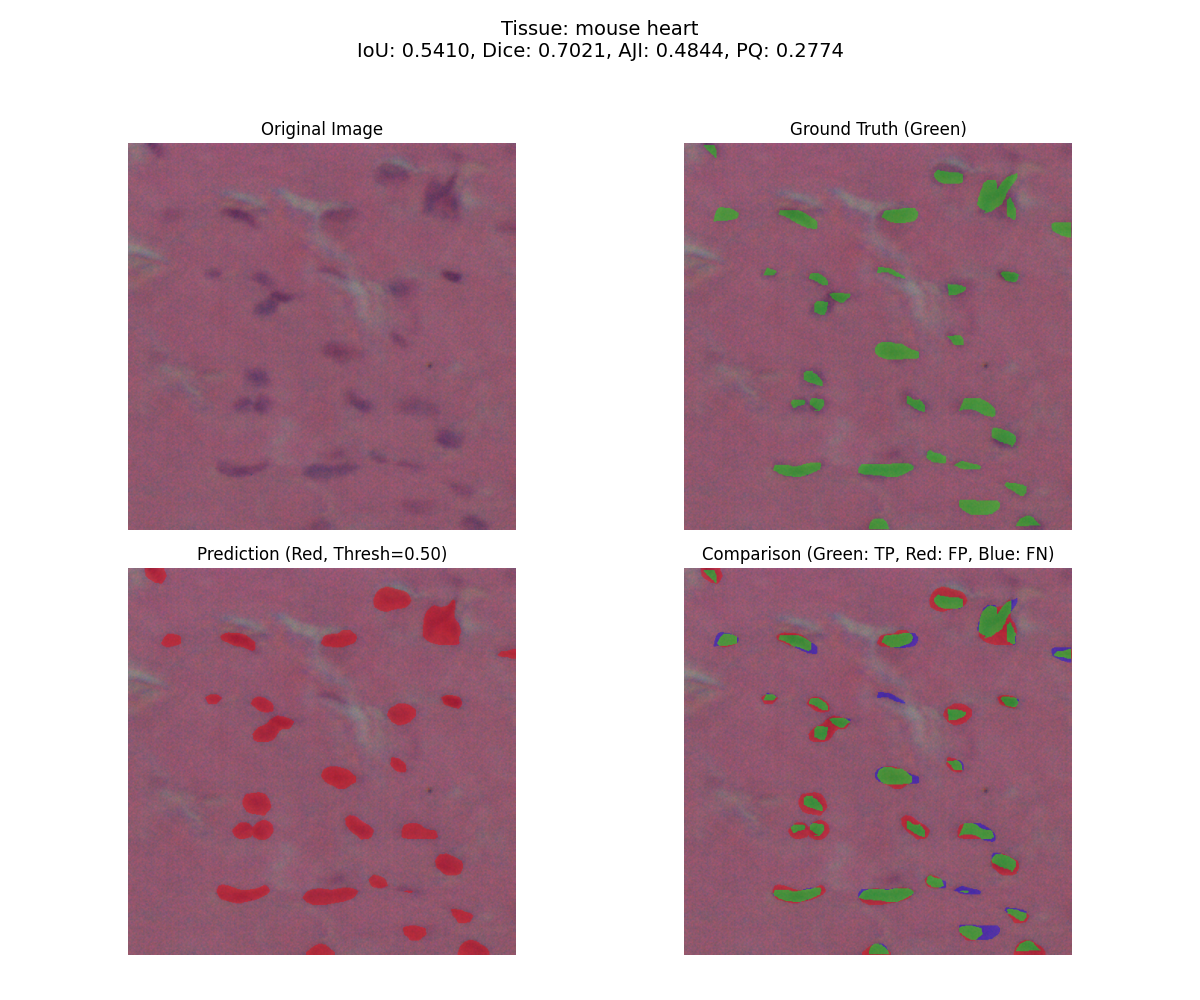 Tissue: mouse heart
IoU: 0.5410, Dice: 0.7021, AJI: 0.4844, PQ: 0.2774
Original Image
Ground Truth (Green)
Prediction (Red, Thresh=0.50)
Comparison (Green: TP, Red: FP, Blue: FN)